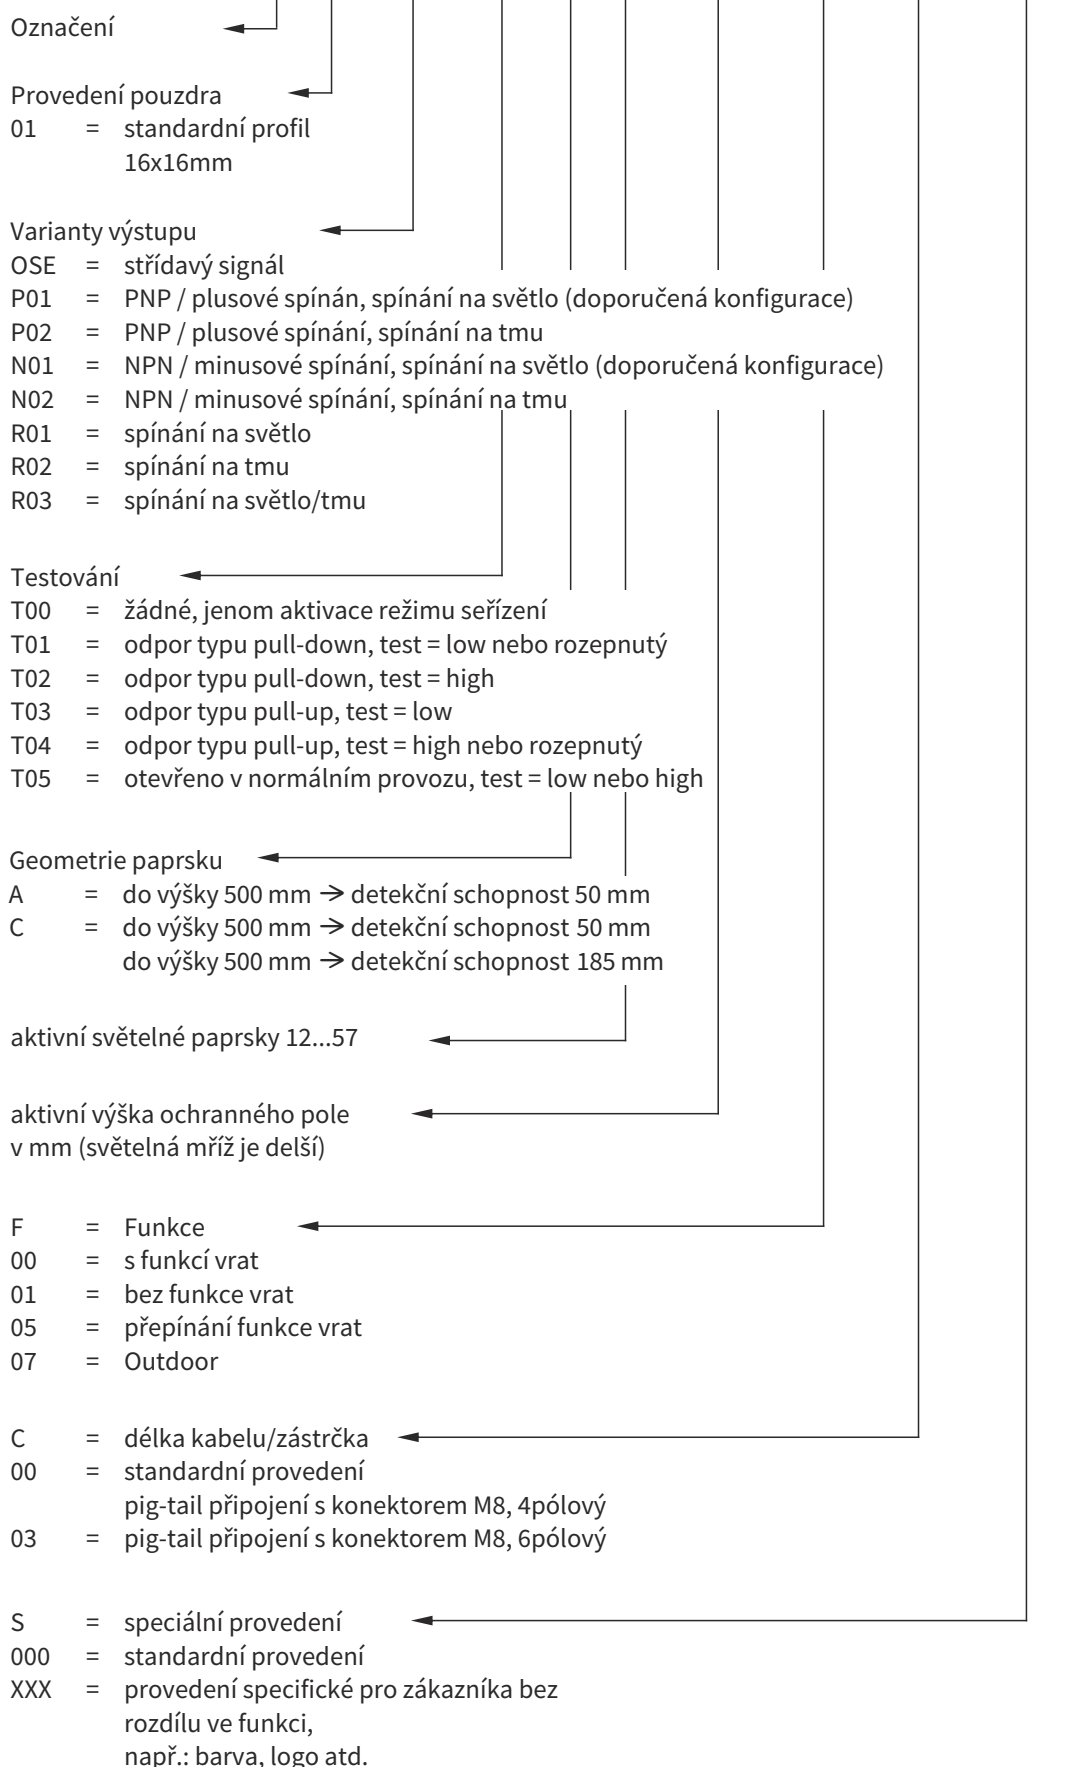 Označení
Provedení pouzdra
01 = standardní profil
16x16mm
Varianty výstupu
OSE = střídavý signál
P01 = PNP / plusové spínán, spínání na světlo (doporučená konfigurace)
P02 = PNP / plusové spínání, spínání na tmu
N01 = NPN / minusové spínání, spínání na světlo (doporučená konfigurace)
N02 = NPN / minusové spínání, spínání na tmu
R01 = spínání na světlo
R02 = spínání na tmu
R03 = spínání na světlo/tmu
Testování
T00 = žádné, jenom aktivace režimu seřízení
T01 = odpor typu pull-down, test = low nebo rozepnutý
T02 = odpor typu pull-down, test = high
T03 = odpor typu pull-up, test = low
T04 = odpor typu pull-up, test = high nebo rozepnutý
T05 = otevřeno v normálním provozu, test = low nebo high
Geometrie paprsku
A = do výšky 500 mm → detekční schopnost 50 mm
C = do výšky 500 mm → detekční schopnost 50 mm
do výšky 500 mm → detekční schopnost 185 mm
aktivní světelné paprsky 12...57
aktivní výška ochranného pole
v mm (světelná mříž je delší)
F = Funkce
00 = s funkcí vrat
01 = bez funkce vrat
05 = přepínání funkce vrat
07 = Outdoor
C = délka kabelu/zástrčka
00 = standardní provedení
pig-tail připojení s konektorem M8, 4pólový
03 = pig-tail připojení s konektorem M8, 6pólový
S = speciální provedení
000 = standardní provedení
XXX = provedení specifické pro zákazníka bez
rozdílu ve funkci,
např.: barva, logo atd.